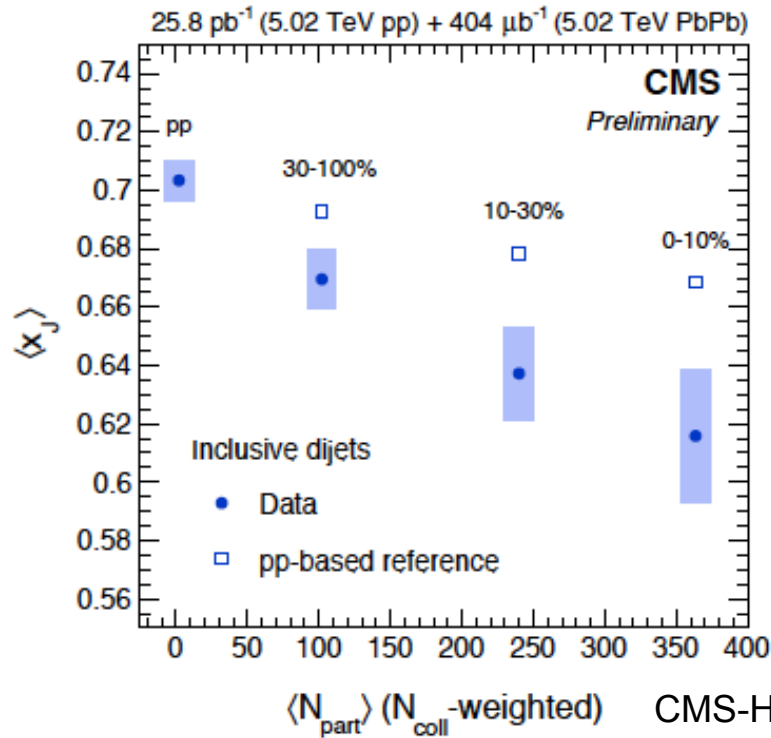 25.8 pb⁻¹ (5.02 TeV pp) + 404 μb⁻¹ (5.02 TeV PbPb)
0.74
CMS
Preliminary
0.72
pp
30-100%
0.7
10-30%
0-10%
0.68
0.66
⟨x_J⟩
0.64
0.62
Inclusive dijets
0.6
Data
0.58
pp-based reference
0.56
0 50 100 150 200 250 300 350 400
⟨N_part⟩ (N_coll-weighted) CMS-H